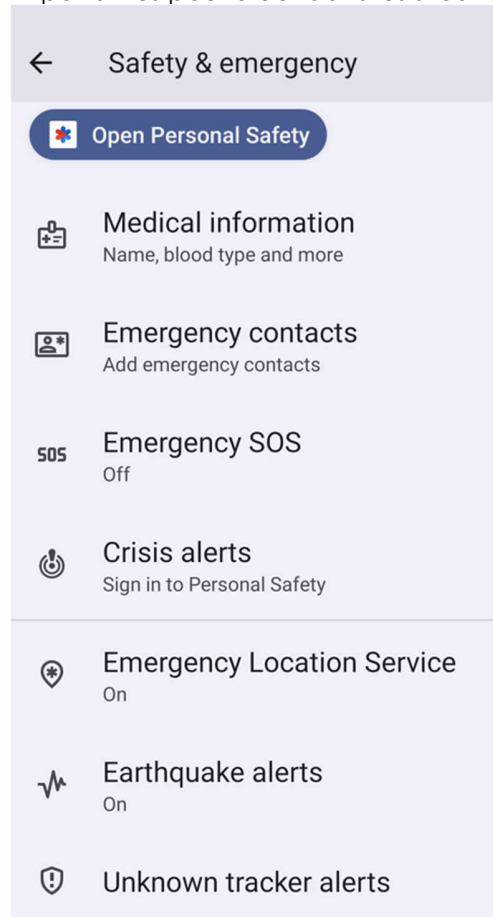 Safety & emergency
Open Personal Safety
Medical information
Name, blood type and more
Emergency contacts
Add emergency contacts
SOS
Emergency SOS
Off
Crisis alerts
Sign in to Personal Safety
Emergency Location Service
On
Earthquake alerts
On
Unknown tracker alerts